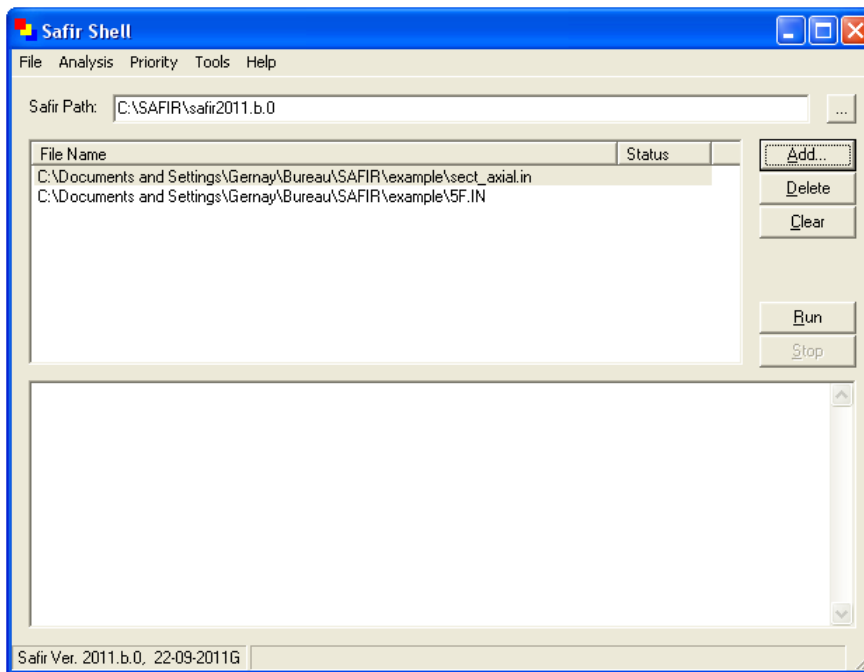 Safir Shell
File Analysis Priority Tools Help
Safir Path: C:\SAFIR\safir2011.b.0 ...
File Name Status Add...
C:\Documents and Settings\Gernay\Bureau\SAFIR\example\sect_axial.in
C:\Documents and Settings\Gernay\Bureau\SAFIR\example\5F.IN
Delete
Clear
Run
Stop
Safir Ver. 2011.b.0, 22-09-2011G